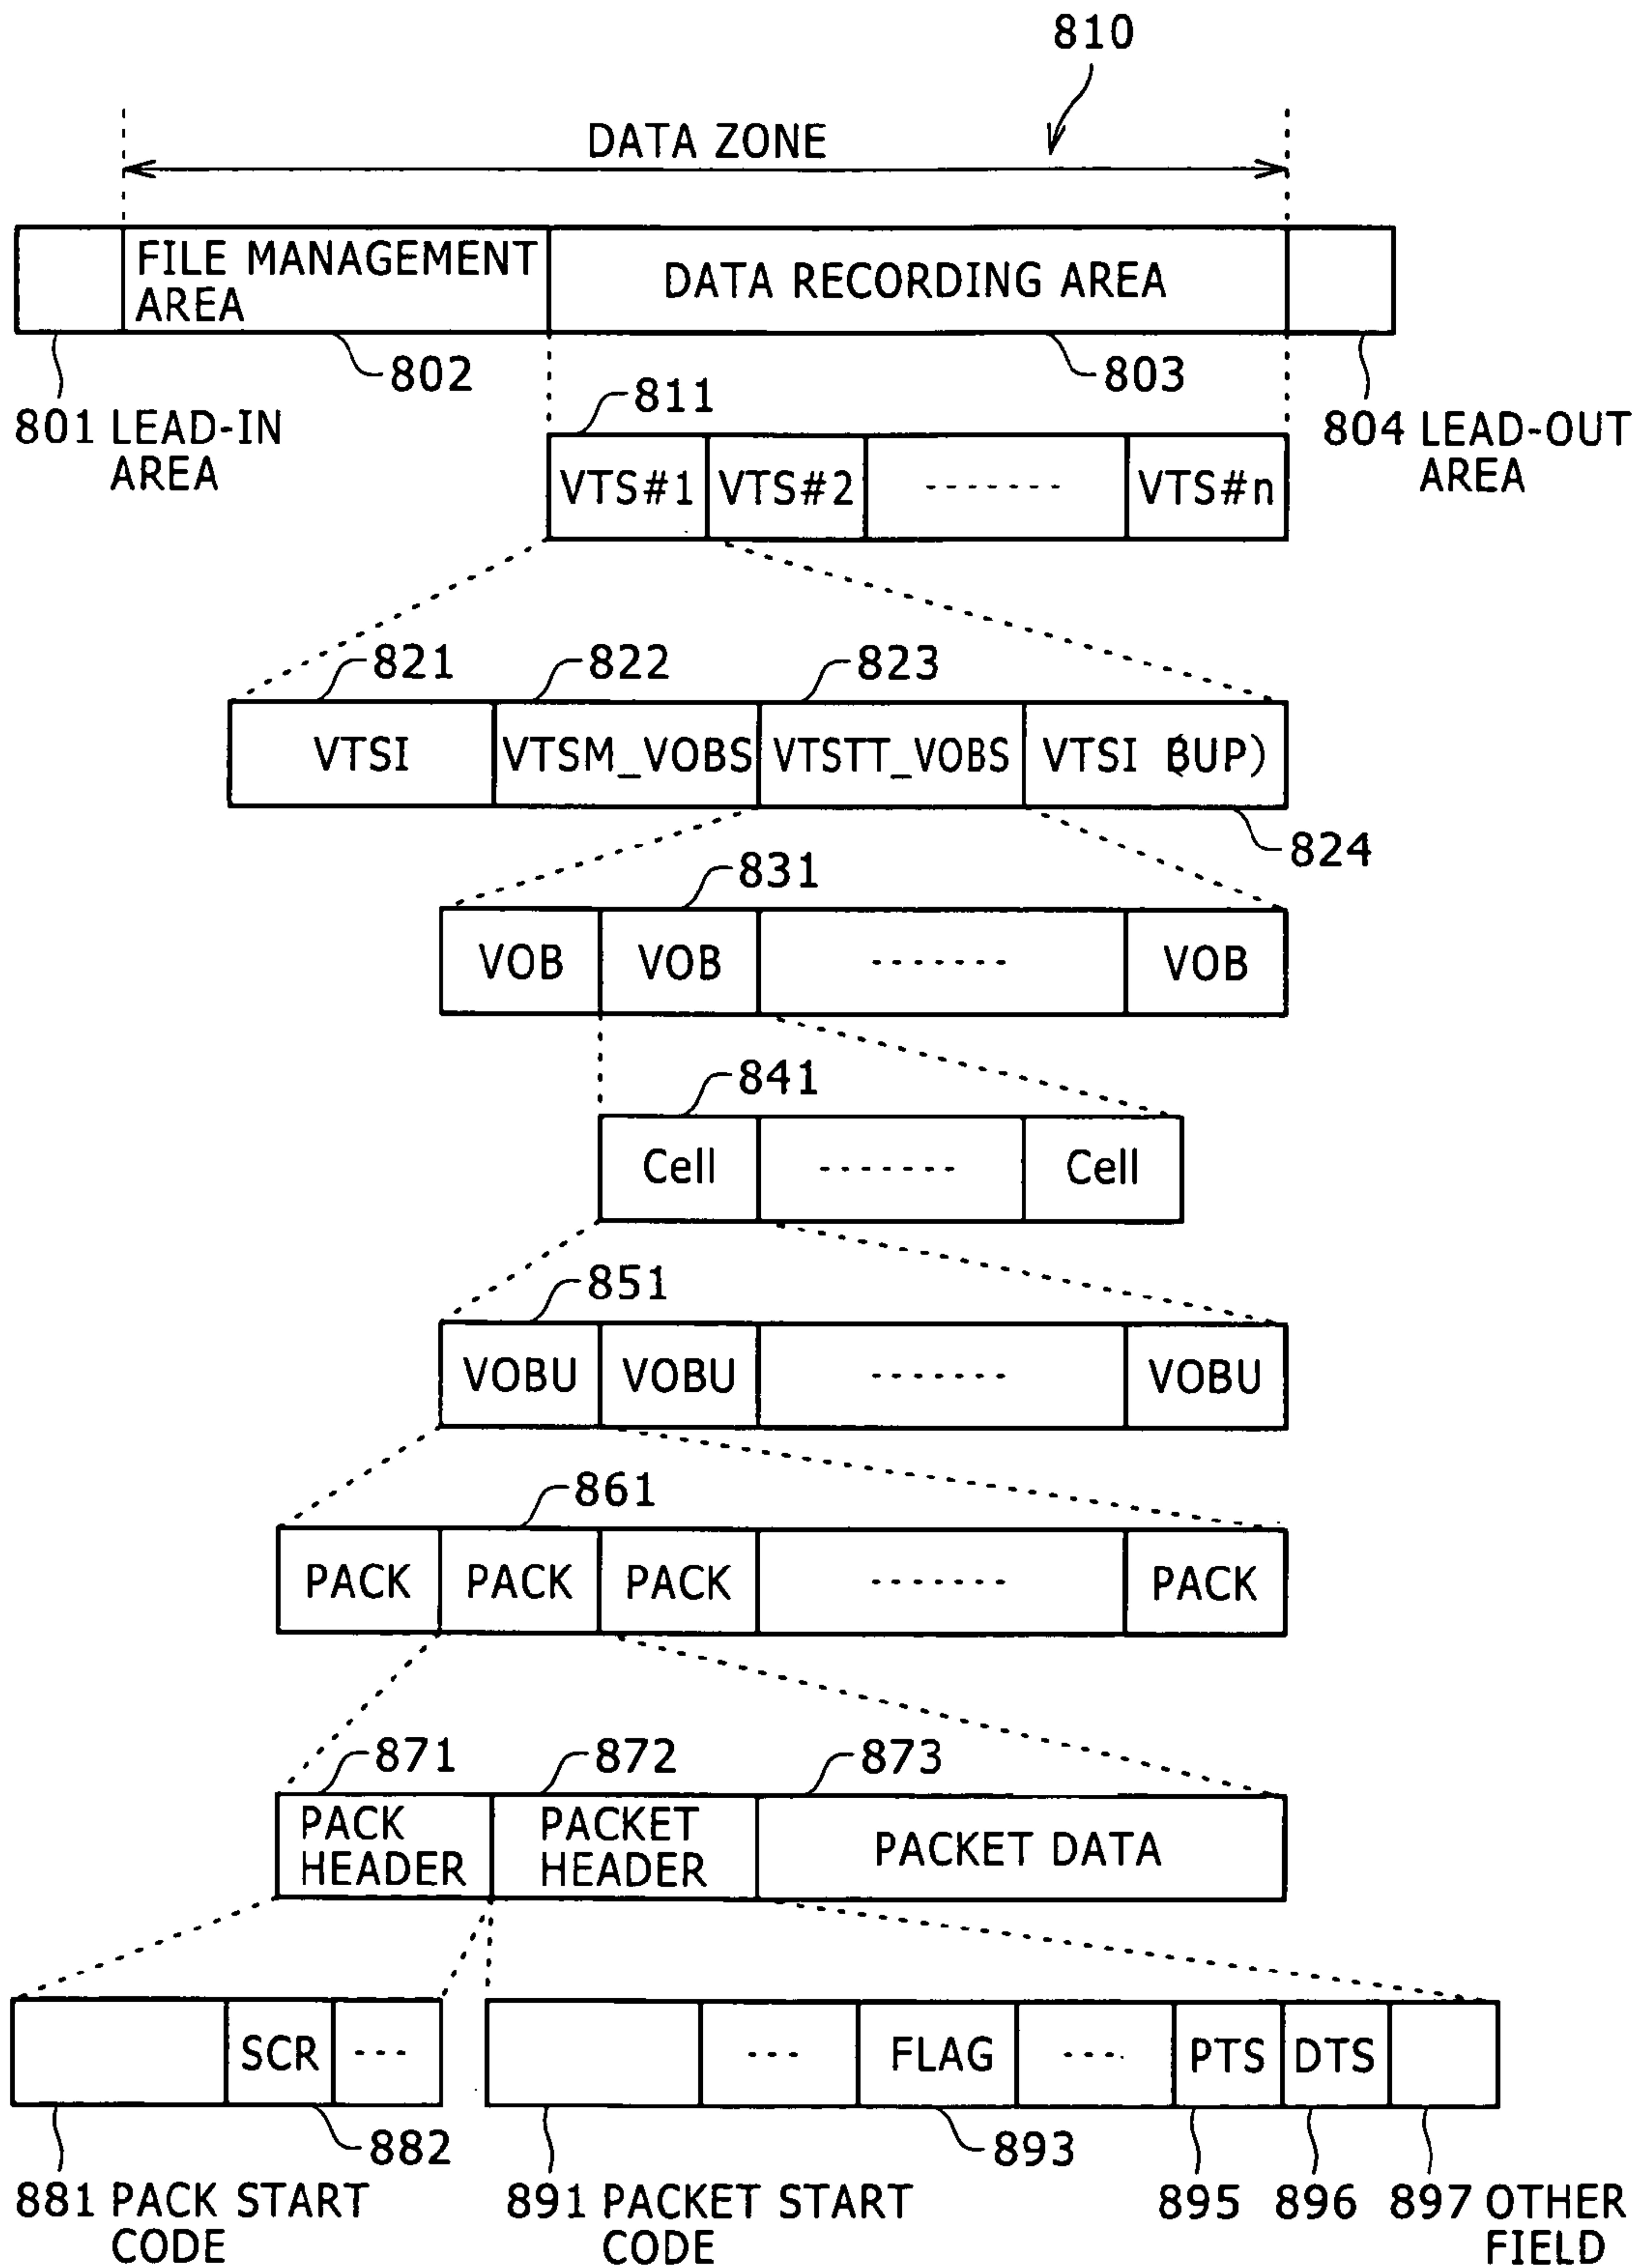 810
DATA ZONE
FILE MANAGEMENT
AREA
DATA RECORDING AREA
802
803
801 LEAD-IN
AREA
804 LEAD-OUT
AREA
811
VTS#1
VTS#2
VTS#n
821
822
823
VTSI
VTSM_VOBS
VTSTT_VOBS
VTSI (BUP)
824
831
VOB
VOB
VOB
841
Cell
Cell
851
VOBU
VOBU
VOBU
861
PACK
PACK
PACK
PACK
871
872
873
PACK
HEADER
PACKET
HEADER
PACKET DATA
SCR
FLAG
PTS
DTS
882
893
881 PACK START
CODE
891 PACKET START
CODE
895
896
897 OTHER
FIELD